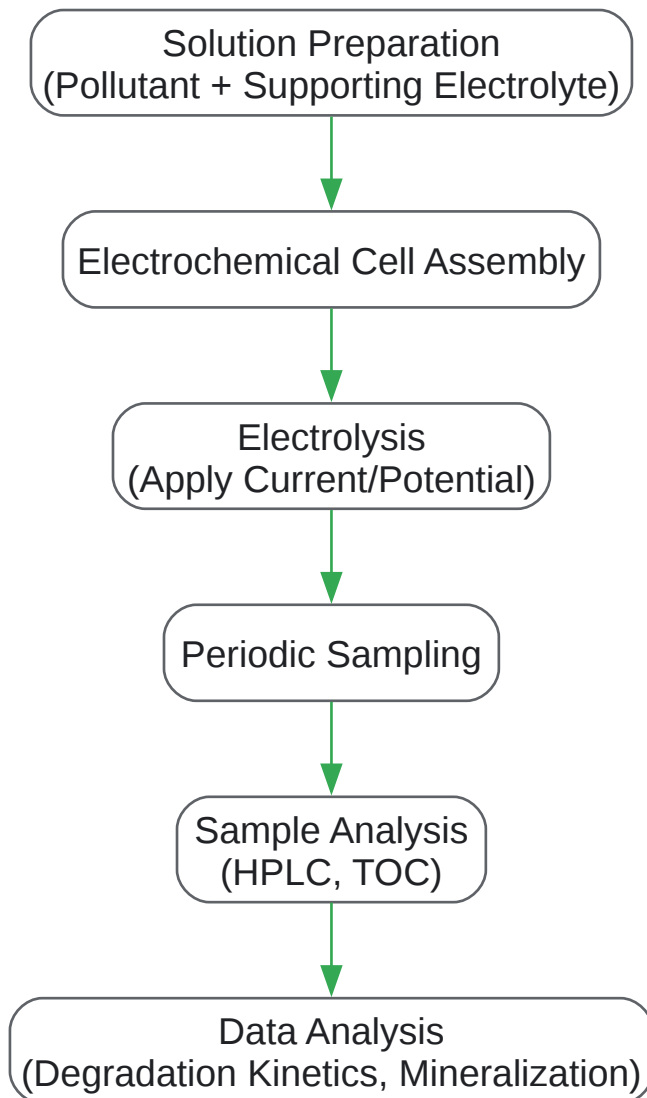 Solution Preparation
(Pollutant + Supporting Electrolyte)
Electrochemical Cell Assembly
Electrolysis
(Apply Current/Potential)
Periodic Sampling
Sample Analysis
(HPLC, TOC)
Data Analysis
(Degradation Kinetics, Mineralization)